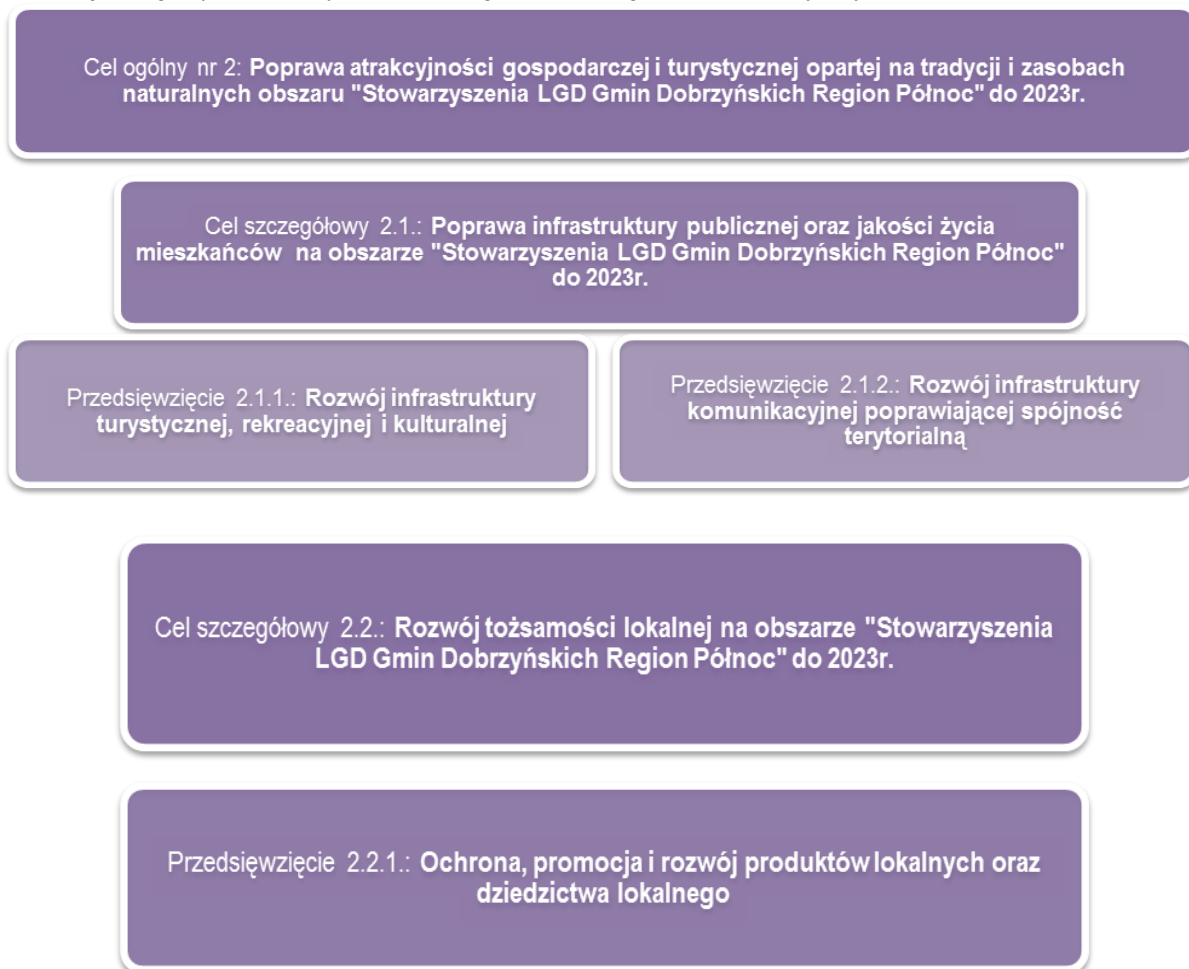 Cel ogólny nr 2: Poprawa atrakcyjności gospodarczej i turystycznej opartej na tradycji i zasobach
naturalnych obszaru "Stowarzyszenia LGD Gmin Dobrzyńskich Region Północ" do 2023r.
Cel szczegółowy 2.1.: Poprawa infrastruktury publicznej oraz jakości życia
mieszkańców na obszarze "Stowarzyszenia LGD Gmin Dobrzyńskich Region Północ"
do 2023r.
Przedsięwzięcie 2.1.1.: Rozwój infrastruktury
turystycznej, rekreacyjnej i kulturalnej
Przedsięwzięcie 2.1.2.: Rozwój infrastruktury
komunikacyjnej poprawiającej spójność
terytorialną
Cel szczegółowy 2.2.: Rozwój tożsamości lokalnej na obszarze "Stowarzyszenia
LGD Gmin Dobrzyńskich Region Północ" do 2023r.
Przedsięwzięcie 2.2.1.: Ochrona, promocja i rozwój produktów lokalnych oraz
dziedzictwa lokalnego